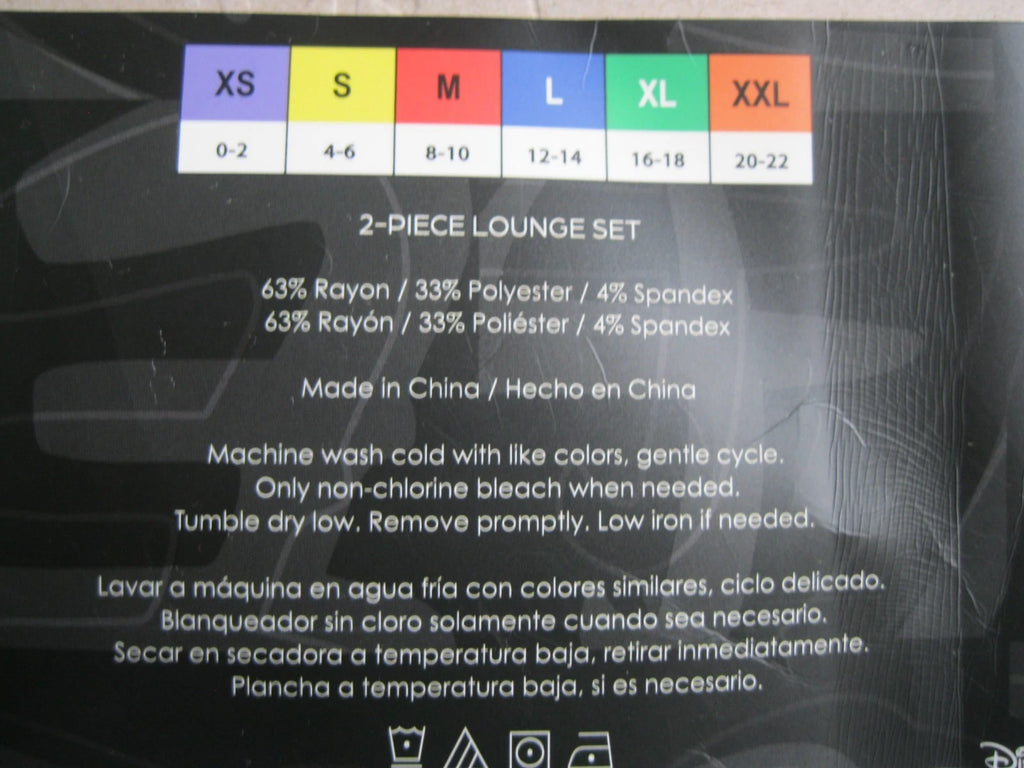 XS S M L XL XXL
0-2 4-6 8-10 12-14 16-18 20-22
2-PIECE LOUNGE SET
63% Rayon / 33% Polyester / 4% Spandex
63% Rayón / 33% Poliéster / 4% Spandex
Made in China / Hecho en China
Machine wash cold with like colors, gentle cycle.
Only non-chlorine bleach when needed.
Tumble dry low. Remove promptly. Low iron if needed.
Lavar a máquina en agua fría con colores similares, ciclo delicado.
Blanqueador sin cloro solamente cuando sea necesario.
Secar en secadora a temperatura baja, retirar inmediatamente.
Plancha a temperatura baja, si es necesario.